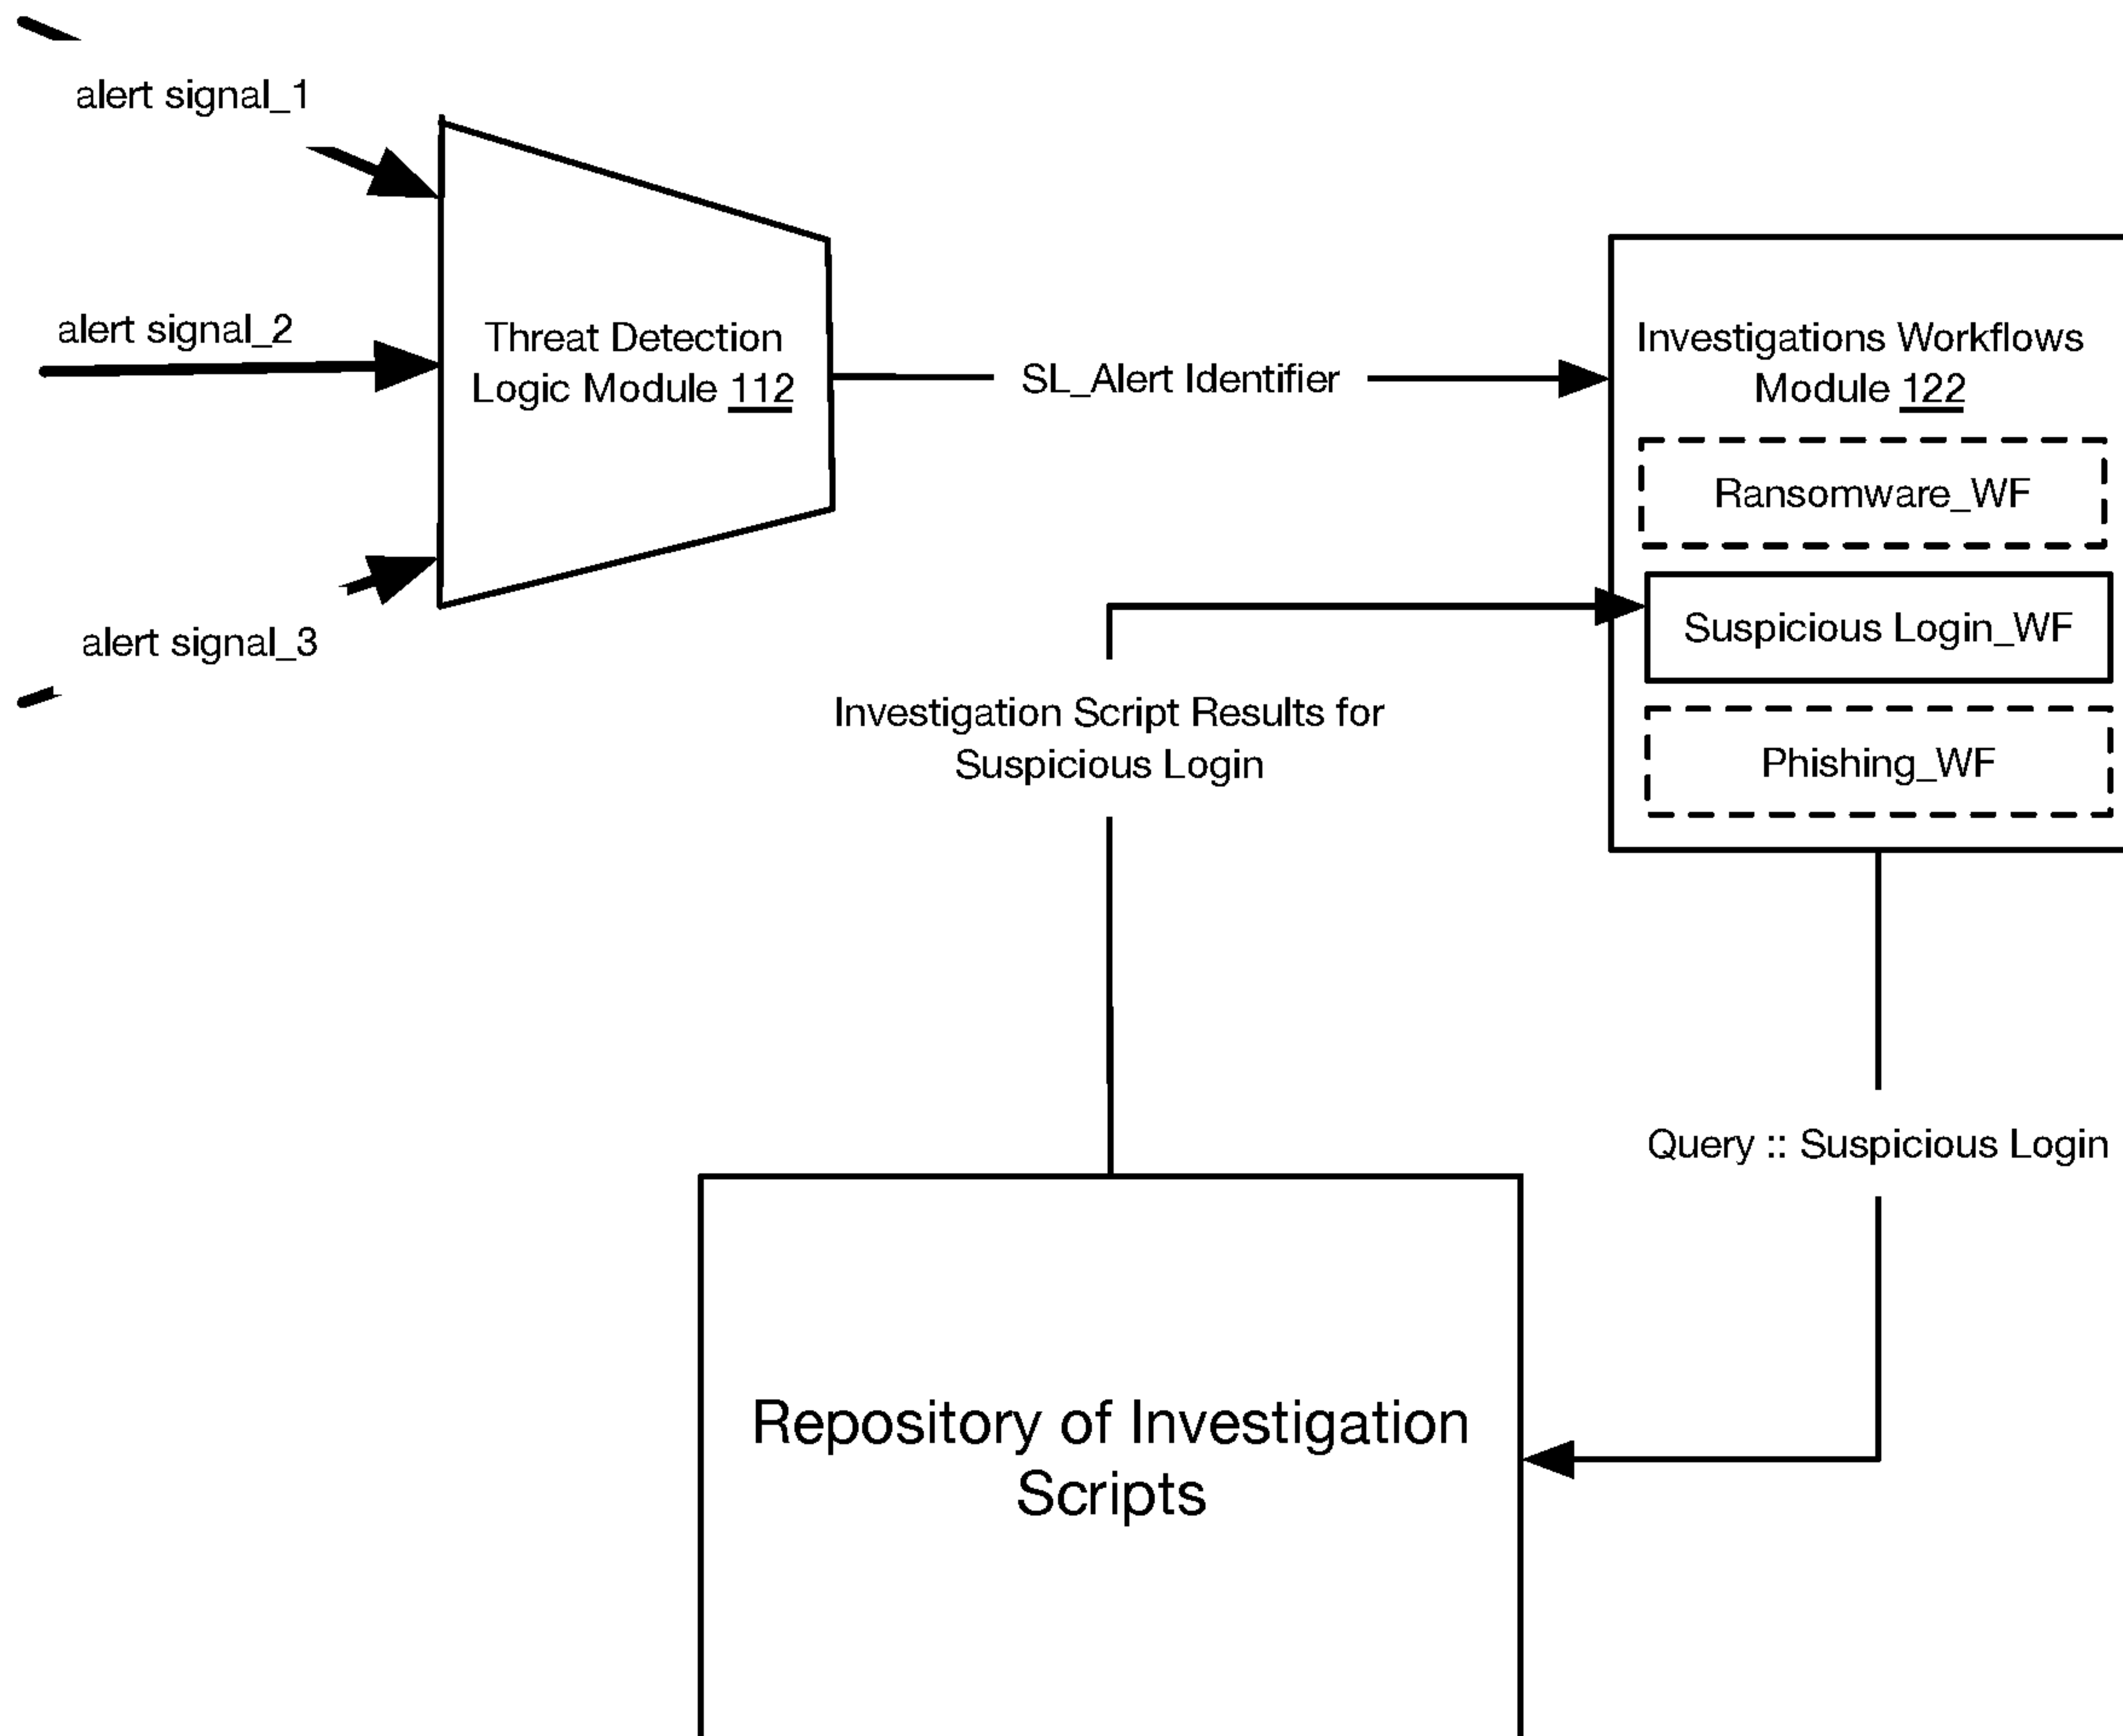 alert signal_1
alert signal_2
alert signal_3
Threat Detection
Logic Module 112
SL_Alert Identifier
Investigations Workflows
Module 122
Ransomware_WF
Suspicious Login_WF
Phishing_WF
Investigation Script Results for
Suspicious Login
Query :: Suspicious Login
Repository of Investigation
Scripts